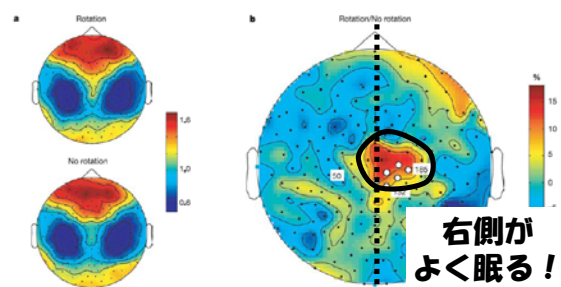 a
Rotation
1,6
1,0
0,6
No rotation
b
Rotation/No rotation
%
15
10
5
0
50
185
右側が
よく眠る！